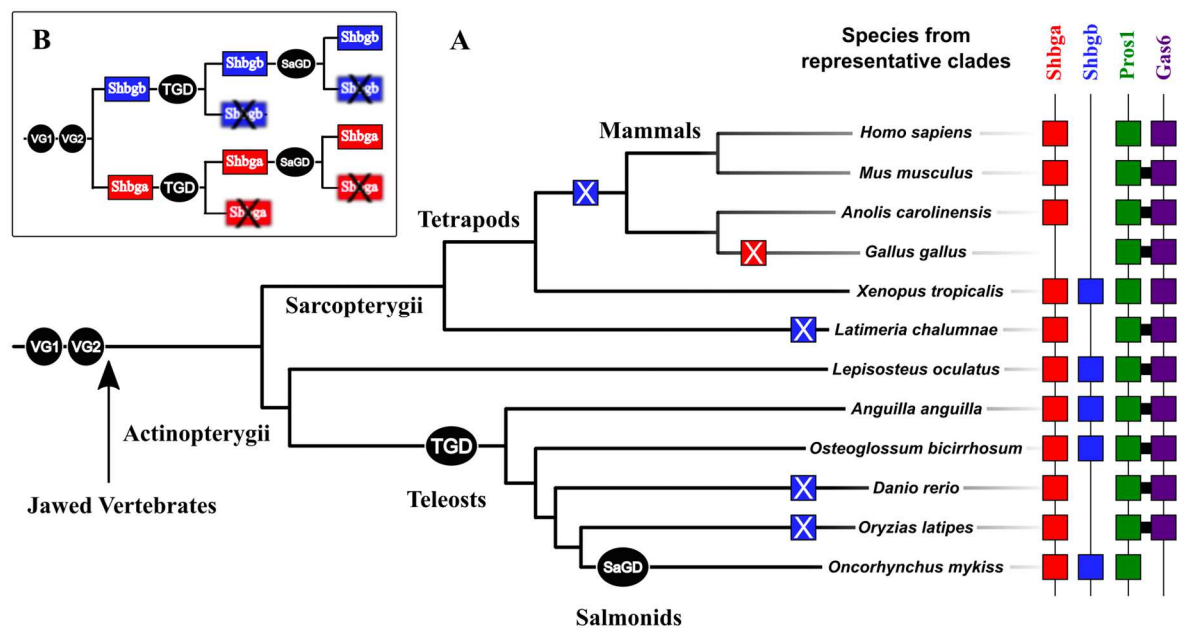 B
Shbgb
Shbgb
SaGD
Shbgb
TGD
Shbgb
Shbgb
VG1
VG2
Shbga
Shbga
SaGD
Shbga
TGD
Shbga
Shbga
A
Species from
representative clades
Shbga
Shbgb
Pros1
Gas6
Mammals
Homo sapiens
X
Mus musculus
Tetrapods
Anolis carolinensis
X
Gallus gallus
Sarcopterygii
Xenopus tropicalis
X
Latimeria chalumnae
VG1
VG2
Lepisosteus oculatus
Actinopterygii
Anguilla anguilla
TGD
Osteoglossum bicirrhosum
Jawed Vertebrates
Teleosts
X
Danio rerio
X
Oryzias latipes
SaGD
Oncorhynchus mykiss
Salmonids